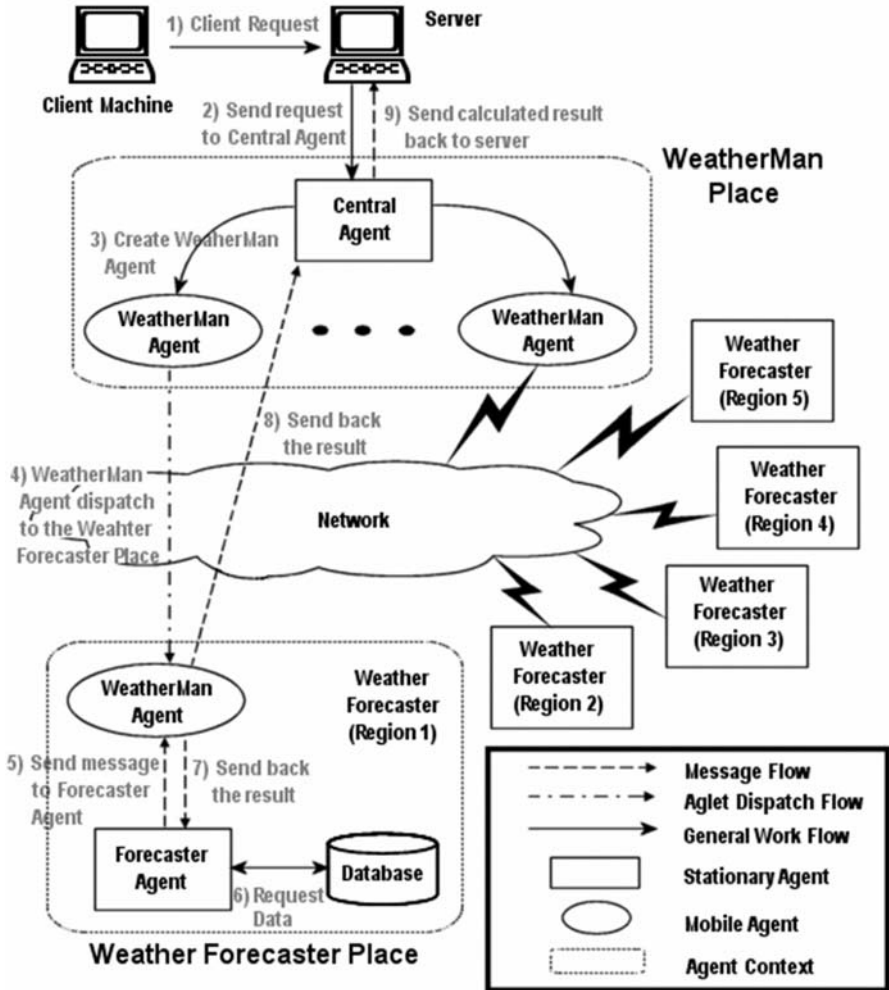 1) Client Request
Server
Client Machine
2) Send request
to Central Agent
9) Send calculated result
back to server
WeatherMan
Place
Central
Agent
3) Create WeaherMan
Agent
WeatherMan
Agent
WeatherMan
Agent
Weather
Forecaster
(Region 5)
8) Send back
the result
4) WeatherMan
Agent dispatch
to the Weahter
Forecaster Place
Network
Weather
Forecaster
(Region 4)
Weather
Forecaster
(Region 3)
Weather
Forecaster
(Region 2)
WeatherMan
Agent
Weather
Forecaster
(Region 1)
5) Send message
to Forecaster
Agent
7) Send back
the result
Forecaster
Agent
Database
6) Request
Data
Weather Forecaster Place
Message Flow
Aglet Dispatch Flow
General Work Flow
Stationary Agent
Mobile Agent
Agent Context